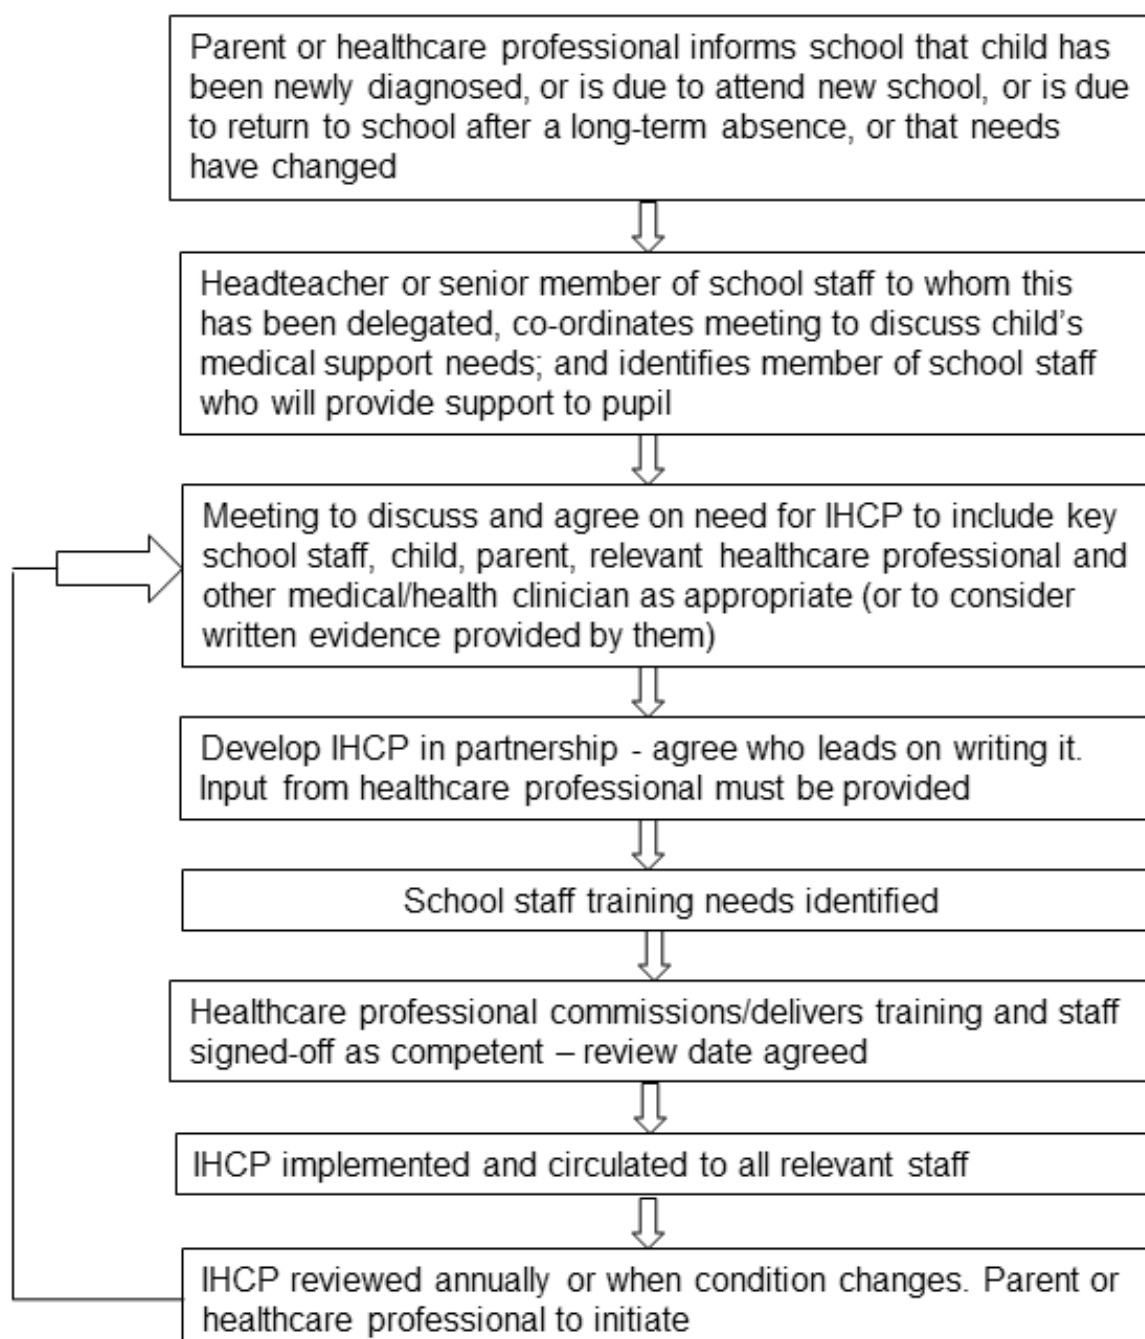 Parent or healthcare professional informs school that child has
been newly diagnosed, or is due to attend new school, or is due
to return to school after a long-term absence, or that needs
have changed
Headteacher or senior member of school staff to whom this
has been delegated, co-ordinates meeting to discuss child's
medical support needs; and identifies member of school staff
who will provide support to pupil
Meeting to discuss and agree on need for IHCP to include key
school staff, child, parent, relevant healthcare professional and
other medical/health clinician as appropriate (or to consider
written evidence provided by them)
Develop IHCP in partnership - agree who leads on writing it.
Input from healthcare professional must be provided
School staff training needs identified
Healthcare professional commissions/delivers training and staff
signed-off as competent – review date agreed
IHCP implemented and circulated to all relevant staff
IHCP reviewed annually or when condition changes. Parent or
healthcare professional to initiate